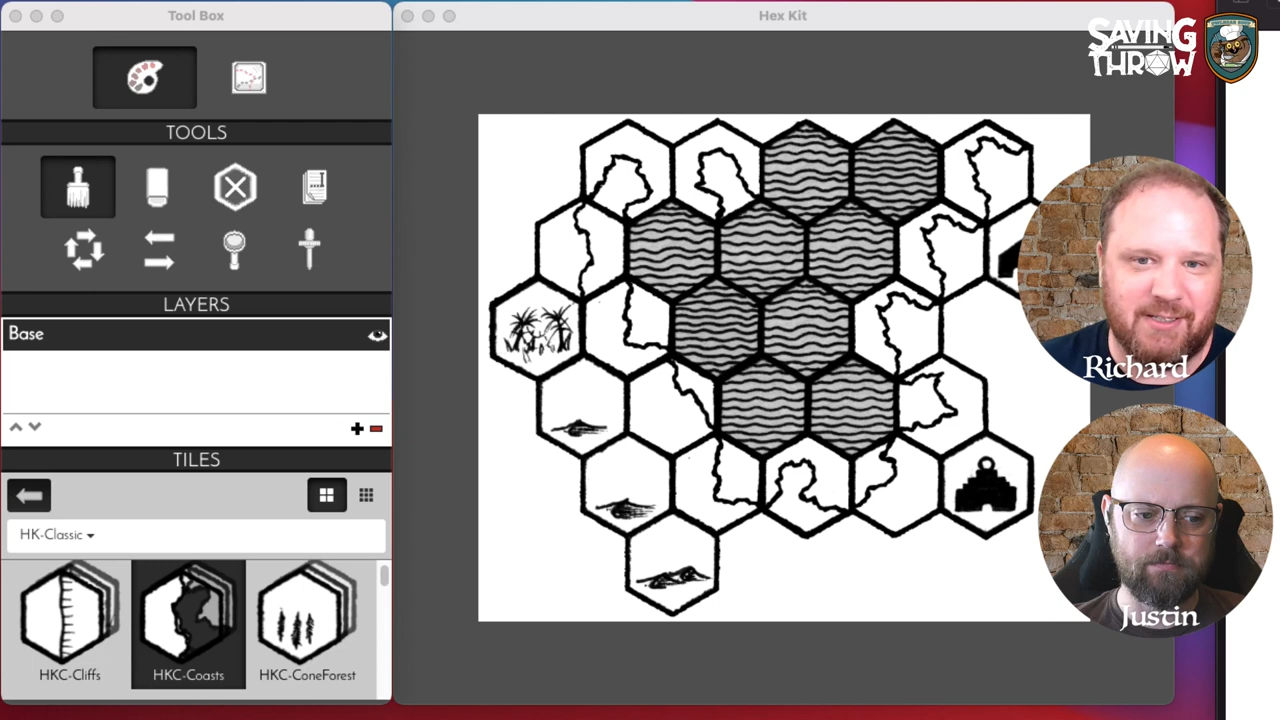 Tool Box
Hex Kit
SAVING
THROW
TOOLS
LAYERS
Base
TILES
HK-Classic
HKC-Cliffs
HKC-Coasts
HKC-ConeForest
Richard
Justin